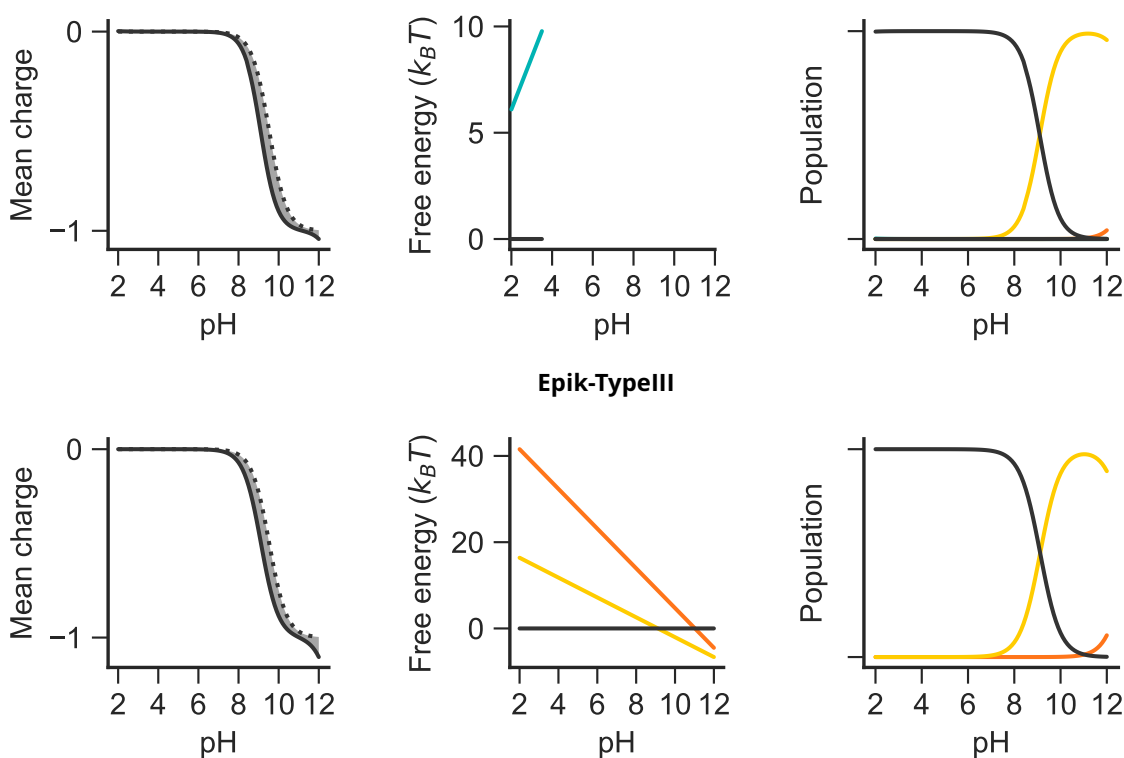 Mean charge
0
−1
2 4 6 8 10 12
pH
Free energy (k_BT)
10
5
0
2 4 6 8 10 12
pH
Population
2 4 6 8 10 12
pH
Epik-TypeIII
Mean charge
0
−1
2 4 6 8 10 12
pH
Free energy (k_BT)
40
20
0
2 4 6 8 10 12
pH
Population
2 4 6 8 10 12
pH